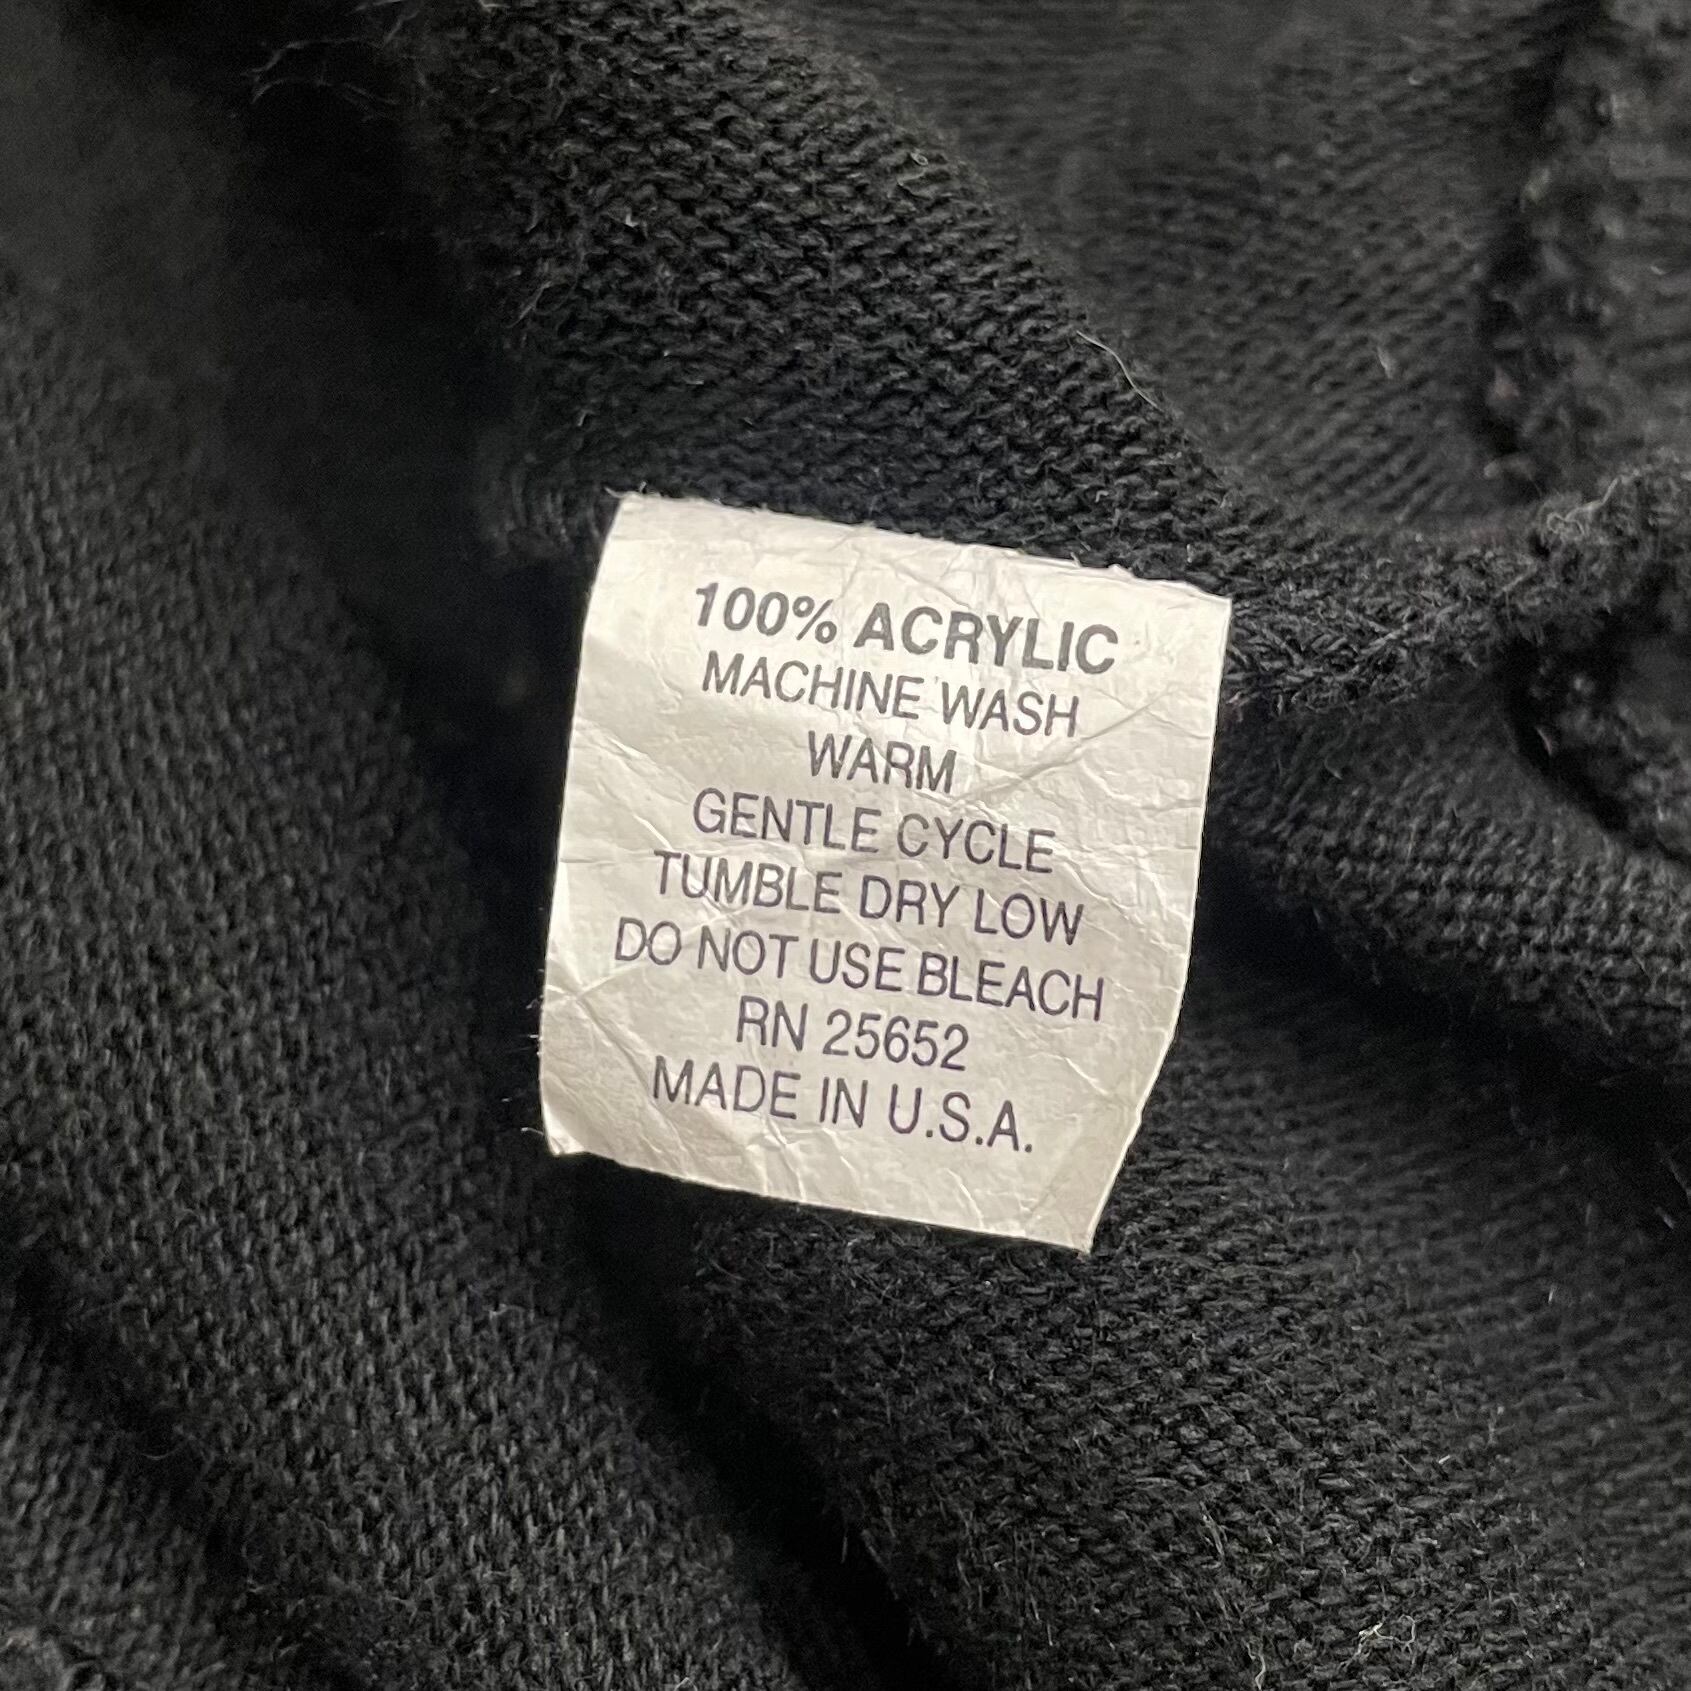 100% ACRYLIC
MACHINE WASH
WARM
GENTLE CYCLE
TUMBLE DRY LOW
DO NOT USE BLEACH
RN 25652
MADE IN U.S.A.